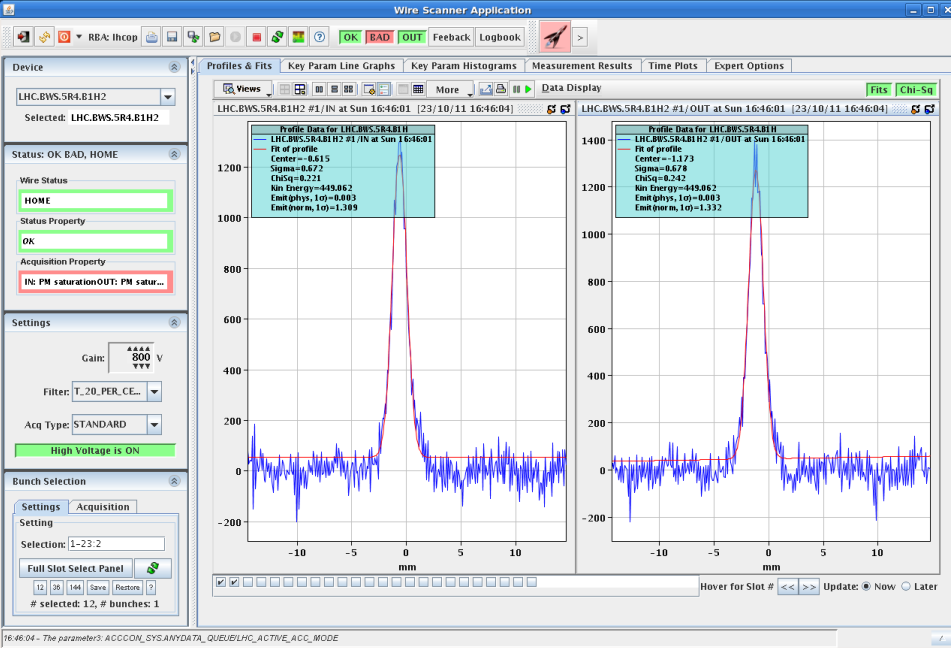 Wire Scanner Application
RBA: lhcop
OK BAD OUT Feeback Logbook >
Device
LHC.BWS.5R4.B1H2
Selected: LHC.BWS.5R4.B1H2
Status: OK BAD, HOME
Wire Status
HOME
Status Property
OK
Acquisition Property
IN: PM saturationOUT: PM satur...
Settings
Gain: 800 V
Filter: T_20_PER_CE...
Acq Type: STANDARD
High Voltage is ON
Bunch Selection
Settings Acquisition
Setting
Selection: 1-23:2
Full Slot Select Panel
12 36 144 Save Restore ?
# selected: 12, # bunches: 1
Profiles & Fits Key Param Line Graphs Key Param Histograms Measurement Results Time Plots Expert Options
Views More Data Display Fits Chi-Sq
LHC.BWS.5R4.B1H2 #1/IN at Sun 16:46:01 [23/10/11 16:46:04]
Profile Data for LHC.BWS.5R4.B1H
LHC.BWS.5R4.B1H2 #1/IN at Sun 16:46:01
Fit of profile
Center=-0.615
Sigma=0.672
ChiSq=0.221
Kin Energy=449.062
Emit(phys, 1σ)=0.003
Emit(norm, 1σ)=1.309
1200
1000
800
600
400
200
0
-200
-10 -5 0 5 10
mm
LHC.BWS.5R4.B1H2 #1/OUT at Sun 16:46:01 [23/10/11 16:46:04]
Profile Data for LHC.BWS.5R4.B1H
LHC.BWS.5R4.B1H2 #1/OUT at Sun 16:46:01
Fit of profile
Center=-1.173
Sigma=0.678
ChiSq=0.242
Kin Energy=449.062
Emit(phys, 1σ)=0.003
Emit(norm, 1σ)=1.332
1400
1200
1000
800
600
400
200
0
-200
-10 -5 0 5 10
mm
Hover for Slot # << >> Update: Now Later
16:46:04 - The parameter3: ACCCON_SYS.ANYDATA_QUEUE/LHC_ACTIVE_ACC_MODE